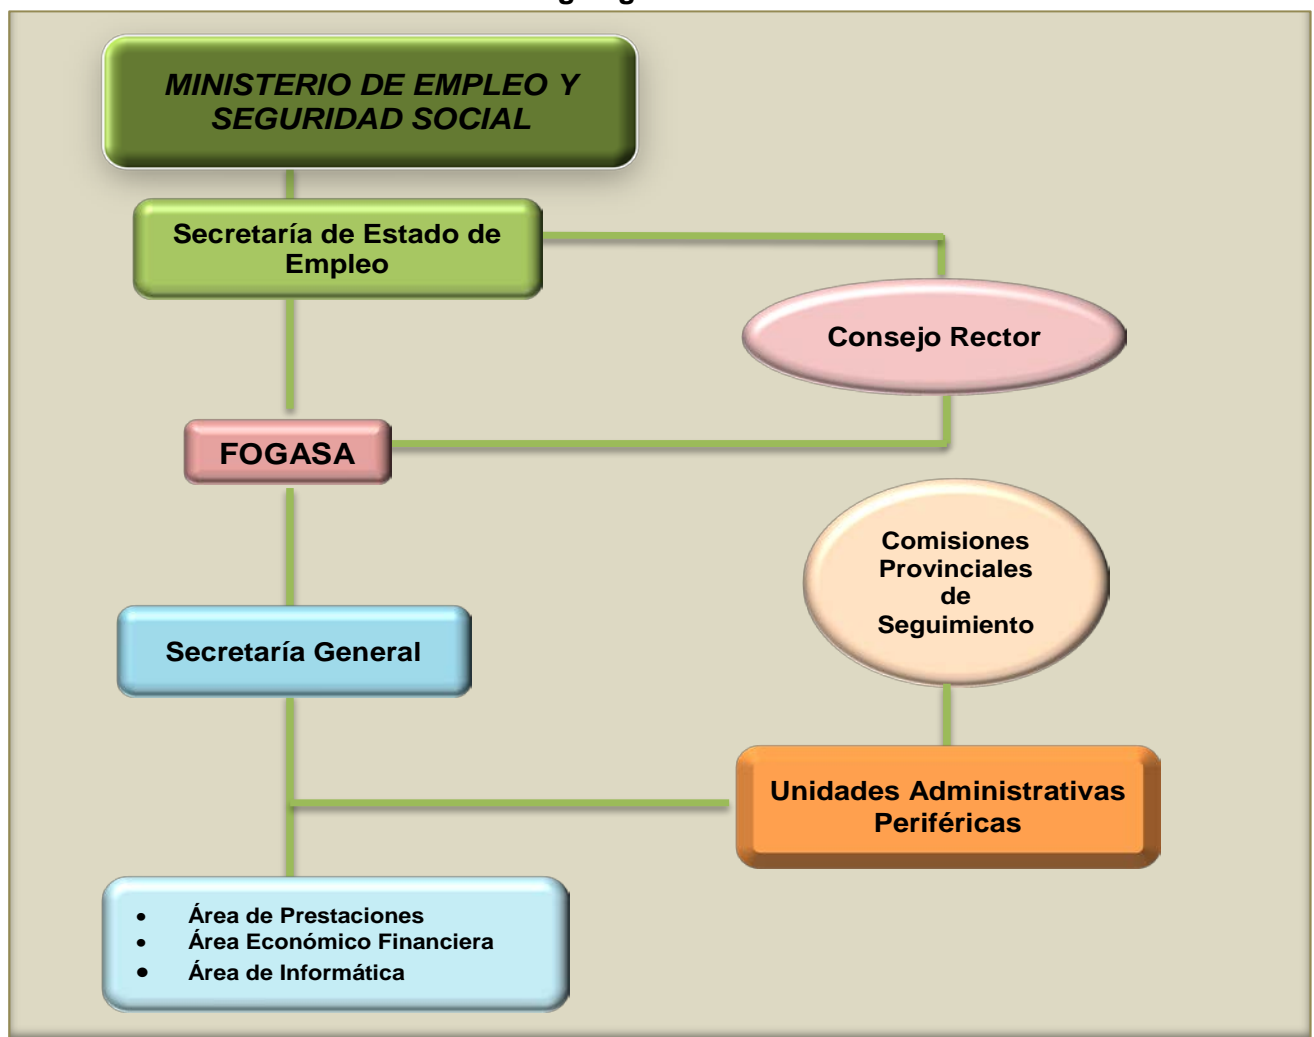 MINISTERIO DE EMPLEO Y
SEGURIDAD SOCIAL
Secretaría de Estado de
Empleo
Consejo Rector
FOGASA
Comisiones
Provinciales
de
Seguimiento
Secretaría General
Unidades Administrativas
Periféricas
• Área de Prestaciones
• Área Económico Financiera
• Área de Informática